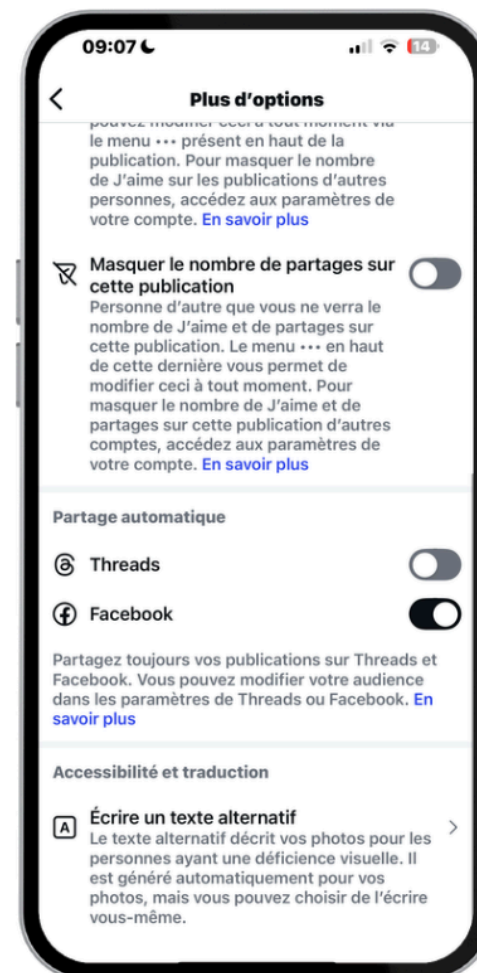 09:07
14
Plus d’options
pouvez modifier ceci à tout moment via
le menu ••• présent en haut de la
publication. Pour masquer le nombre
de J’aime sur les publications d’autres
personnes, accédez aux paramètres de
votre compte. En savoir plus
Masquer le nombre de partages sur
cette publication
Personne d’autre que vous ne verra le
nombre de J’aime et de partages sur
cette publication. Le menu ••• en haut
de cette dernière vous permet de
modifier ceci à tout moment. Pour
masquer le nombre de J’aime et de
partages sur cette publication d’autres
comptes, accédez aux paramètres de
votre compte. En savoir plus
Partage automatique
Threads
Facebook
Partagez toujours vos publications sur Threads et
Facebook. Vous pouvez modifier votre audience
dans les paramètres de Threads ou Facebook. En
savoir plus
Accessibilité et traduction
A
Écrire un texte alternatif
Le texte alternatif décrit vos photos pour les
personnes ayant une déficience visuelle. Il
est généré automatiquement pour vos
photos, mais vous pouvez choisir de l’écrire
vous-même.